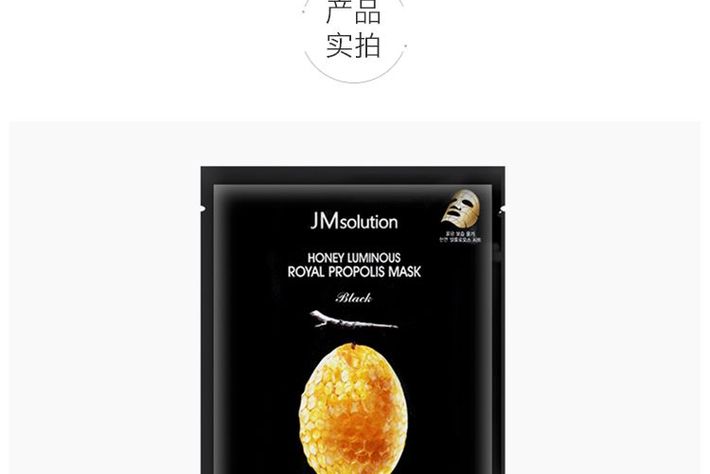 产品
实拍
JMsolution
HONEY LUMINOUS
ROYAL PROPOLIS MASK
Black